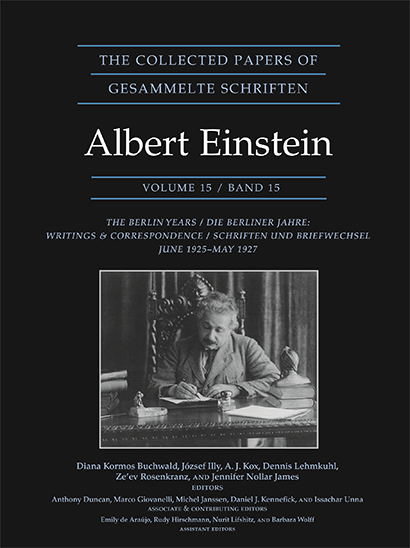 THE COLLECTED PAPERS OF
GESAMMELTE SCHRIFTEN
Albert Einstein
VOLUME 15 / BAND 15
THE BERLIN YEARS / DIE BERLINER JAHRE:
WRITINGS & CORRESPONDENCE / SCHRIFTEN UND BRIEFWECHSEL
JUNE 1925–MAY 1927
Diana Kormos Buchwald, József Illy, A. J. Kox, Dennis Lehmkuhl,
Ze'ev Rosenkranz, AND Jennifer Nollar James
EDITORS
Anthony Duncan, Marco Giovanelli, Michel Janssen, Daniel J. Kennefick, AND Issachar Unna
ASSOCIATE & CONTRIBUTING EDITORS
Emily de Araújo, Rudy Hirschmann, Nurit Lifshitz, AND Barbara Wolff
ASSISTANT EDITORS